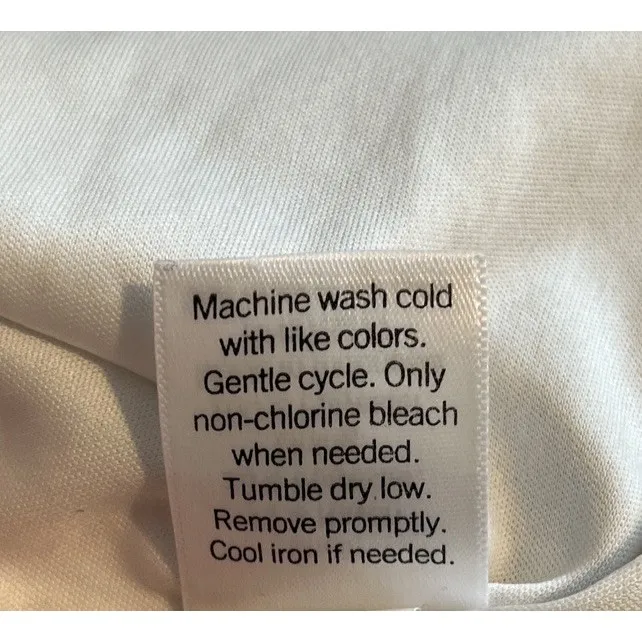 Machine wash cold
with like colors.
Gentle cycle. Only
non-chlorine bleach
when needed.
Tumble dry low.
Remove promptly.
Cool iron if needed.